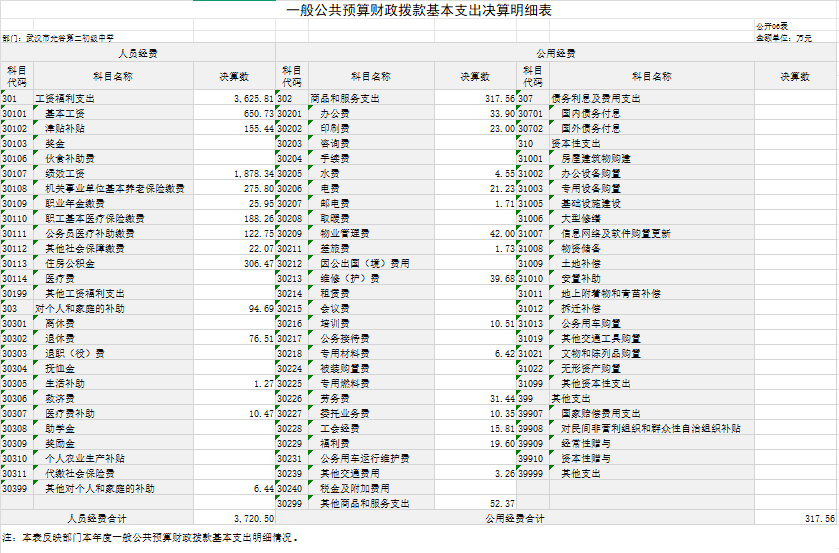 一般公共预算财政拨款基本支出决算明细表
公开06表
部门：武汉市光谷第二初级中学 金额单位：万元
人员经费 公用经费
科目代码 科目名称 决算数 科目代码 科目名称 决算数 科目代码 科目名称 决算数
301 工资福利支出 3,625.81 302 商品和服务支出 317.56 307 债务利息及费用支出
30101 基本工资 650.73 30201 办公费 33.90 30701 国内债务付息
30102 津贴补贴 155.44 30202 印刷费 23.00 30702 国外债务付息
30103 奖金 30203 咨询费 310 资本性支出
30106 伙食补助费 30204 手续费 31001 房屋建筑物购建
30107 绩效工资 1,878.34 30205 水费 4.55 31002 办公设备购置
30108 机关事业单位基本养老保险缴费 275.80 30206 电费 21.23 31003 专用设备购置
30109 职业年金缴费 25.95 30207 邮电费 1.71 31005 基础设施建设
30110 职工基本医疗保险缴费 188.26 30208 取暖费 31006 大型修缮
30111 公务员医疗补助缴费 122.75 30209 物业管理费 42.00 31007 信息网络及软件购置更新
30112 其他社会保障缴费 22.07 30211 差旅费 1.73 31008 物资储备
30113 住房公积金 306.47 30212 因公出国（境）费用 31009 土地补偿
30114 医疗费 30213 维修（护）费 39.68 31010 安置补助
30199 其他工资福利支出 30214 租赁费 31011 地上附着物和青苗补偿
303 对个人和家庭的补助 94.69 30215 会议费 31012 拆迁补偿
30301 离休费 30216 培训费 10.51 31013 公务用车购置
30302 退休费 76.51 30217 公务接待费 31019 其他交通工具购置
30303 退职（役）费 30218 专用材料费 6.42 31021 文物和陈列品购置
30304 抚恤金 30224 被装购置费 31022 无形资产购置
30305 生活补助 1.27 30225 专用燃料费 31099 其他资本性支出
30306 救济费 30226 劳务费 31.44 399 其他支出
30307 医疗费补助 10.47 30227 委托业务费 10.35 39907 国家赔偿费用支出
30308 助学金 30228 工会经费 15.81 39908 对民间非营利组织和群众性自治组织补贴
30309 奖励金 30229 福利费 19.60 39909 经常性赠与
30310 个人农业生产补贴 30231 公务用车运行维护费 39910 资本性赠与
30311 代缴社会保险费 30239 其他交通费用 3.26 39999 其他支出
30399 其他对个人和家庭的补助 6.44 30240 税金及附加费用
30299 其他商品和服务支出 52.37
人员经费合计 3,720.50 公用经费合计 317.56
注：本表反映部门本年度一般公共预算财政拨款基本支出明细情况。